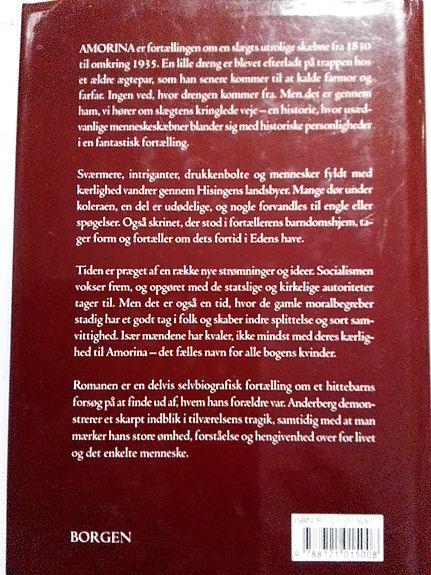 AMORINA er fortællingen om en slægts utrolige skæbne fra 1830
til omkring 1935. En lille dreng er blevet efterladt på trappen hos
et ældre ægtepar, som han senere kommer til at kalde farmor og
farfar. Ingen ved, hvor drengen kommer fra. Men det er gennem
ham, vi hører om slægtens kringlede veje – en historie, hvor usæd-
vanlige menneskeskæbner blander sig med historiske personligheder
i en fantastisk fortælling.
Sværmere, intriganter, drukkenbolte og mennesker fyldt med
kærlighed vandrer gennem Hisingens landsbyer. Mange dør under
koleraen, en del er udødelige, og nogle forvandles til engle eller
spøgelser. Også skrinet, der stod i fortællerens barndomshjem, ta-
ger form og fortæller om dets fortid i Edens have.
Tiden er præget af en række nye strømninger og ideer. Socialismen
vokser frem, og opgøret med de statslige og kirkelige autoriteter
tager til. Men det er også en tid, hvor de gamle moralbegreber
stadig har et godt tag i folk og skaber indre splittelse og sort sam-
vittighed. Især mændene har kvaler, ikke mindst med deres kærlig-
hed til Amorina – det fælles navn for alle bogens kvinder.
Romanen er en delvis selvbiografisk fortælling om et hittebarns
forsøg på at finde ud af, hvem hans forældre var. Anderberg demon-
strerer et skarpt indblik i tilværelsens tragik, samtidig med at man
mærker hans store ømhed, forståelse og hengivenhed over for livet
og det enkelte menneske.
BORGEN
ISBN 87-21-01500-
9 788721 015008